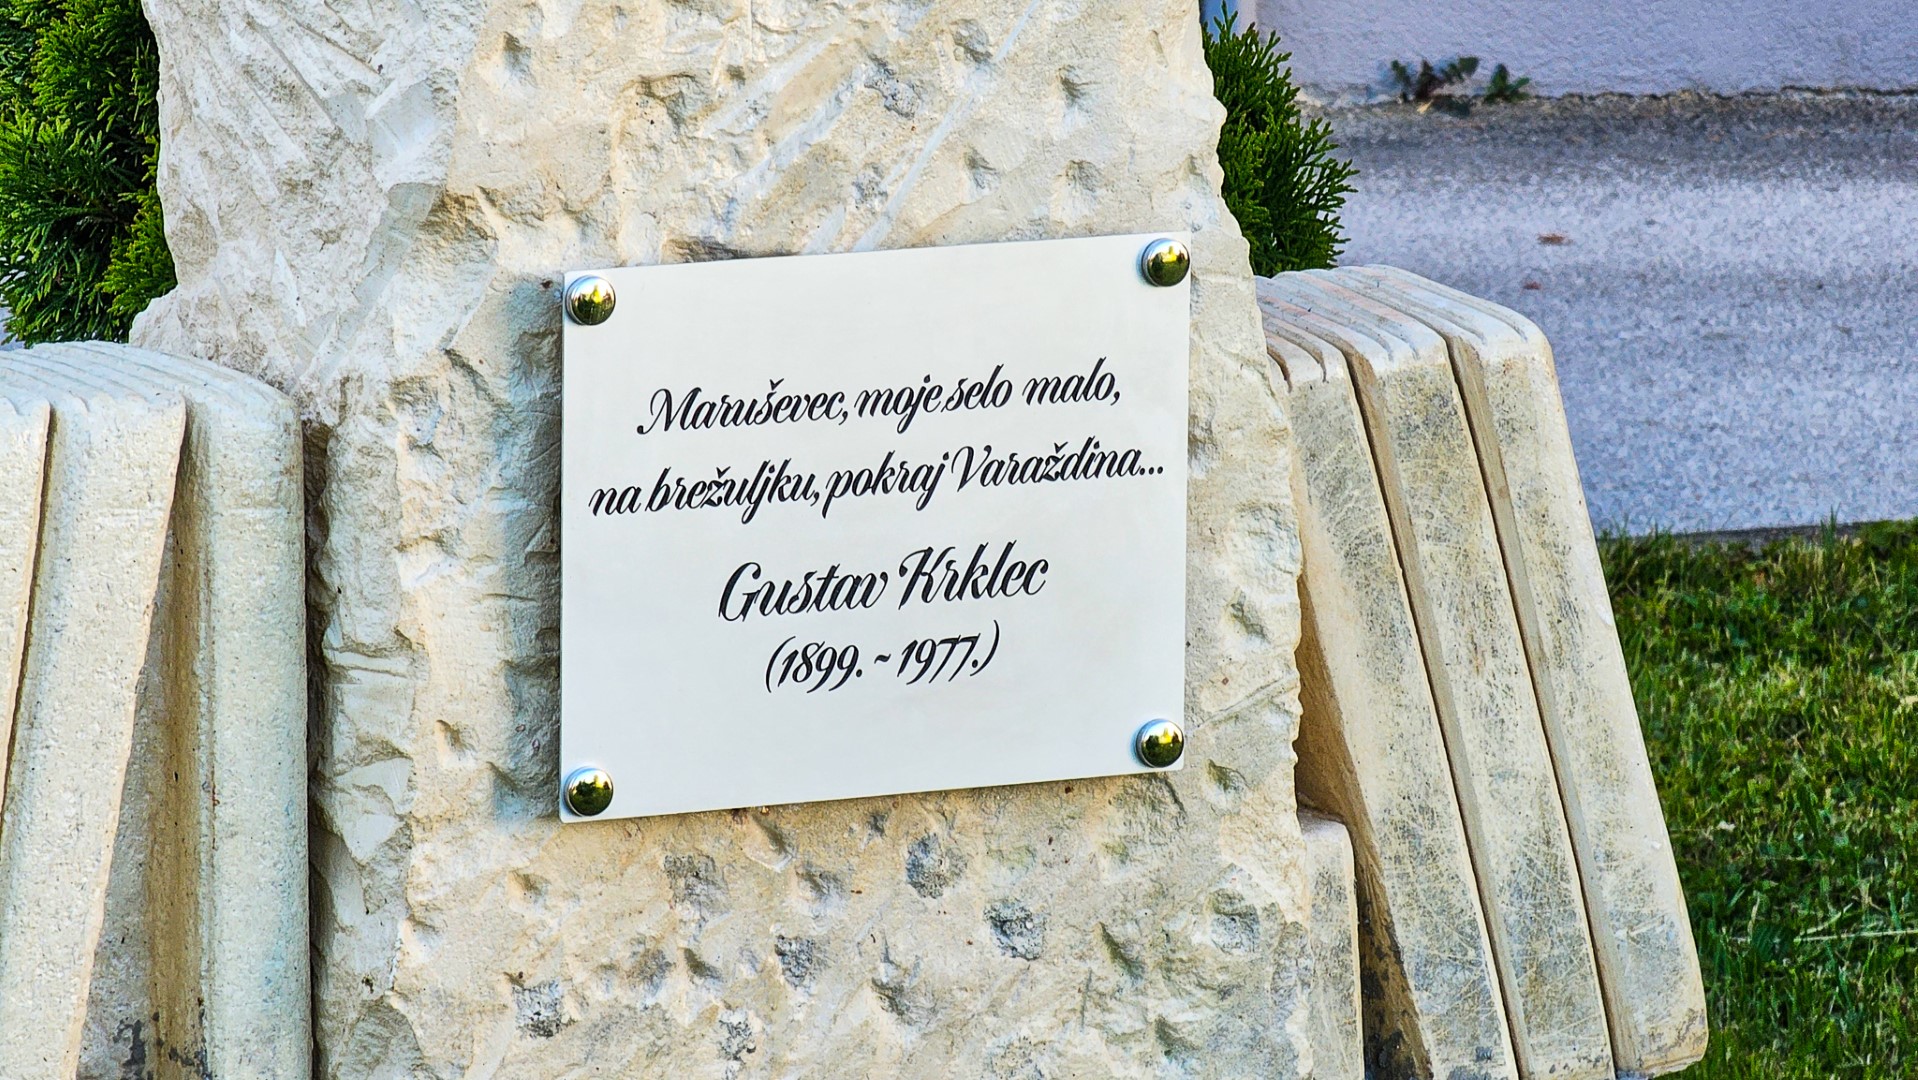 Maruševec, moje selo malo,
na brežuljku, pokraj Varaždina...
Gustav Krklec
(1899. ~ 1977.)